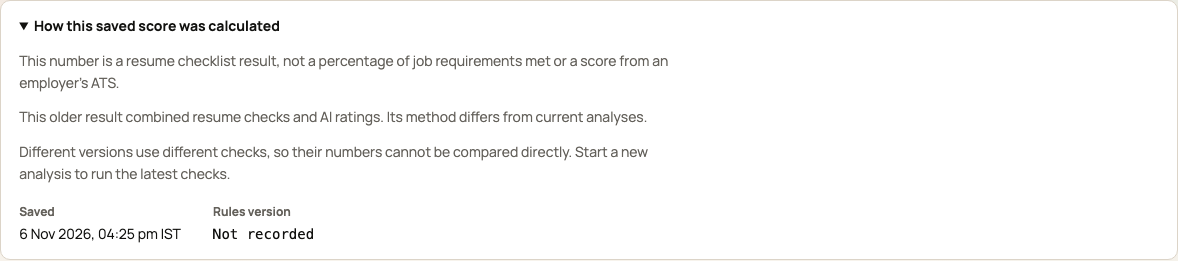 ▼ How this saved score was calculated
This number is a resume checklist result, not a percentage of job requirements met or a score from an
employer's ATS.
This older result combined resume checks and AI ratings. Its method differs from current analyses.
Different versions use different checks, so their numbers cannot be compared directly. Start a new
analysis to run the latest checks.
Saved Rules version
6 Nov 2026, 04:25 pm IST Not recorded